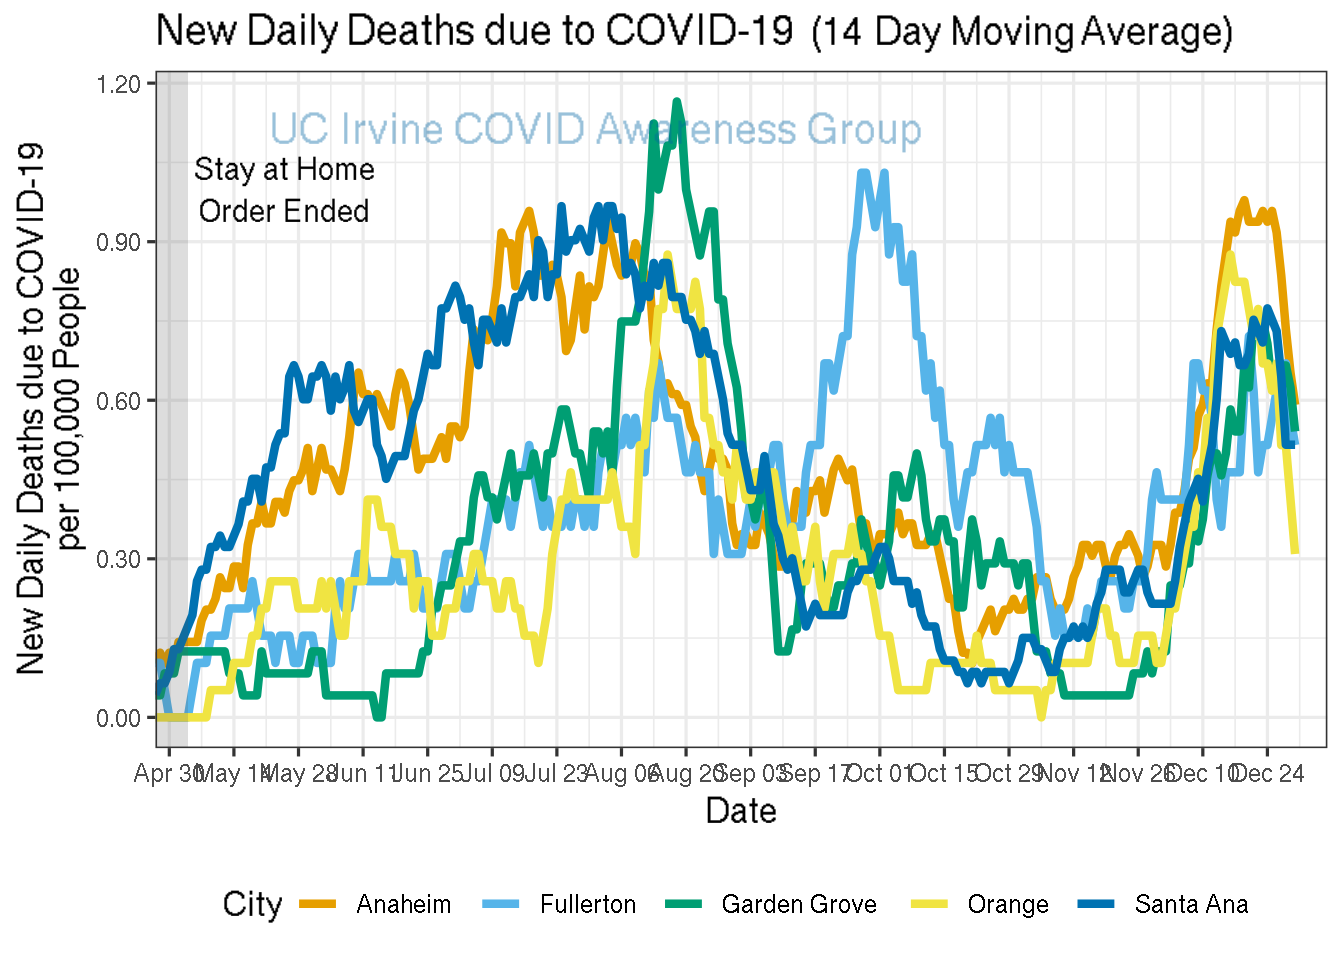 New Daily Deaths due to COVID-19 (14 Day Moving Average)
UC Irvine COVID Awareness Group
Stay at Home
Order Ended
New Daily Deaths due to COVID-19
per 100,000 People
1.20
0.90
0.60
0.30
0.00
Apr 30 May 14 May 28 Jun 11 Jun 25 Jul 09 Jul 23 Aug 06 Aug 20 Sep 03 Sep 17 Oct 01 Oct 15 Oct 29 Nov 12 Nov 26 Dec 10 Dec 24
Date
City Anaheim Fullerton Garden Grove Orange Santa Ana